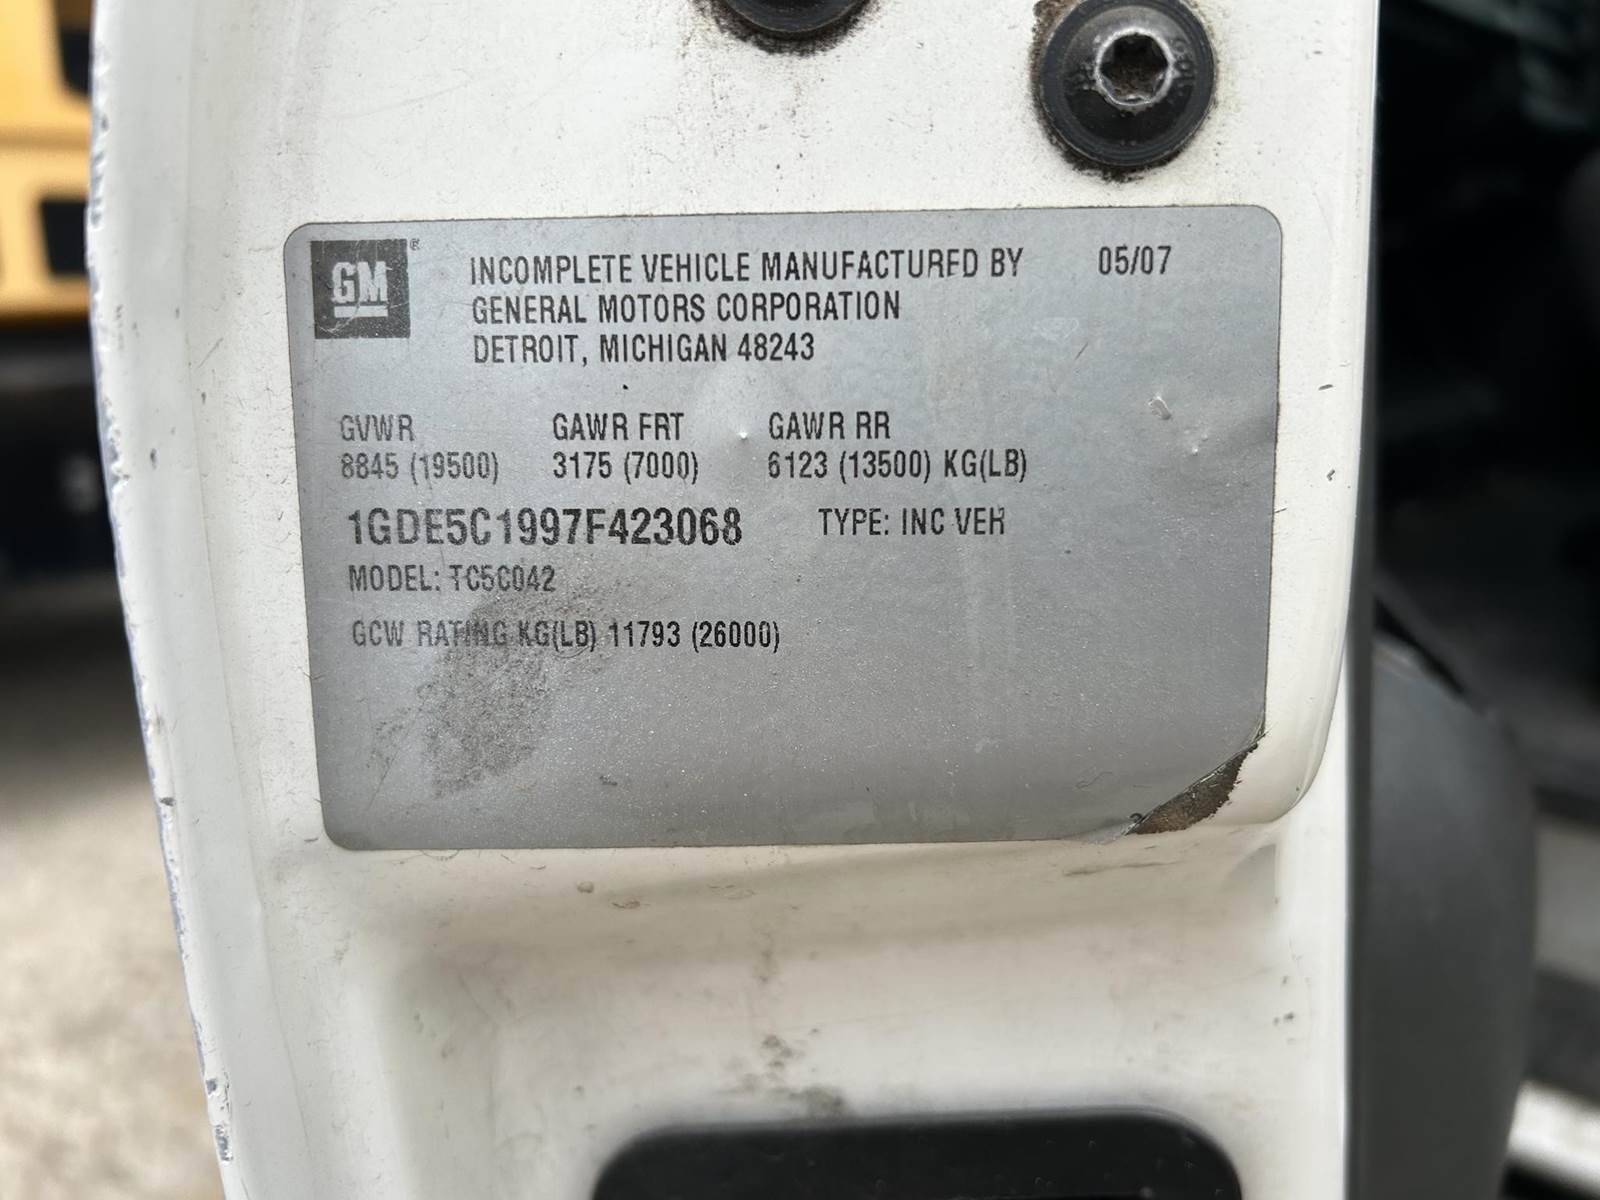 GM® INCOMPLETE VEHICLE MANUFACTURED BY 05/07
GENERAL MOTORS CORPORATION
DETROIT, MICHIGAN 48243
GVWR GAWR FRT GAWR RR
8845 (19500) 3175 (7000) 6123 (13500) KG(LB)
1GDE5C1997F423068 TYPE: INC VEH
MODEL: TC5C042
GCW RATING KG(LB) 11793 (26000)